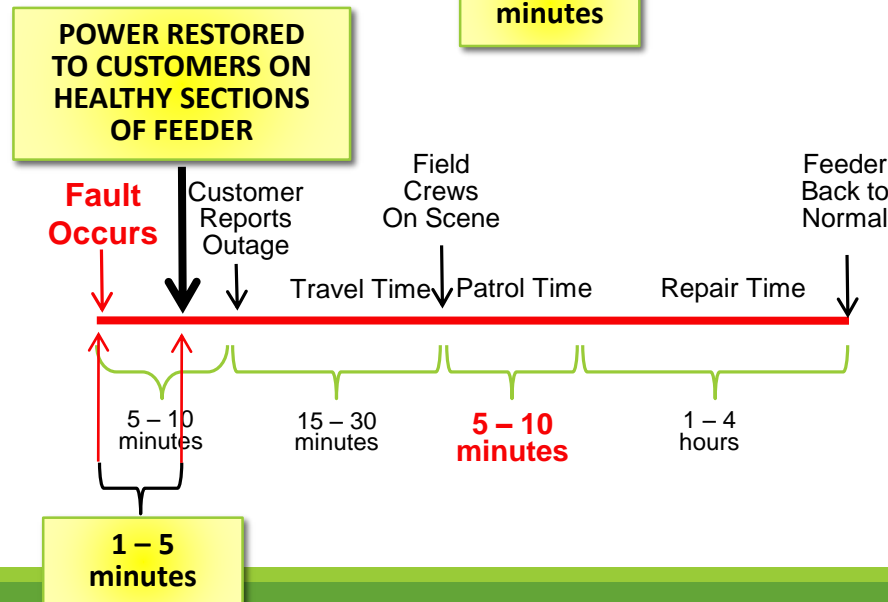 minutes
POWER RESTORED
TO CUSTOMERS ON
HEALTHY SECTIONS
OF FEEDER
Fault
Occurs
Customer
Reports
Outage
Field
Crews
On Scene
Feeder
Back to
Normal
Travel Time
Patrol Time
Repair Time
5 – 10
minutes
15 – 30
minutes
5 – 10
minutes
1 – 4
hours
1 – 5
minutes